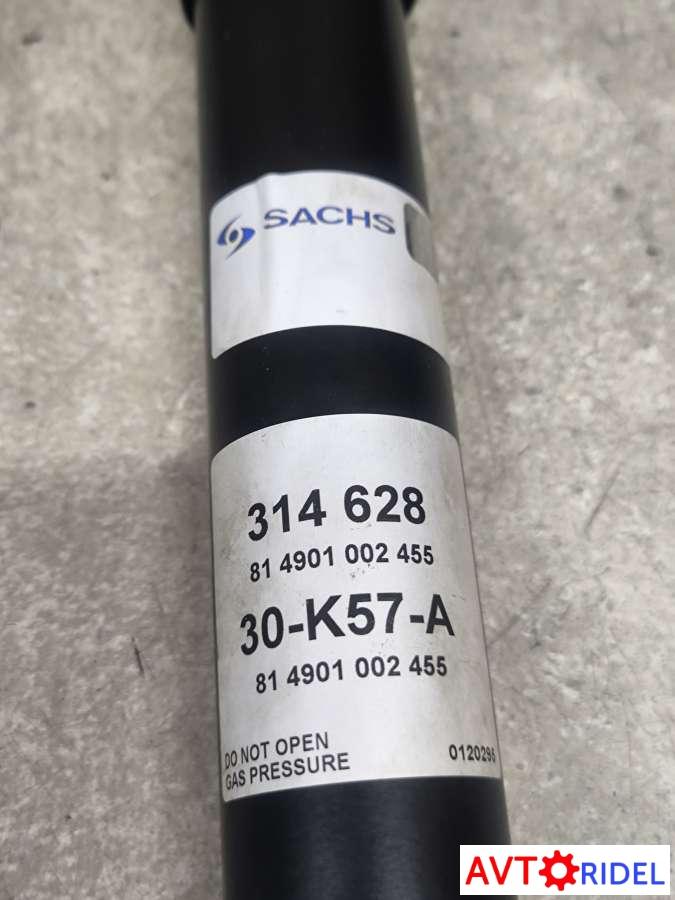 SACHS
314 628
81 4901 002 455
30-K57-A
81 4901 002 455
DO NOT OPEN
GAS PRESSURE
0120296
AVTORIDEL